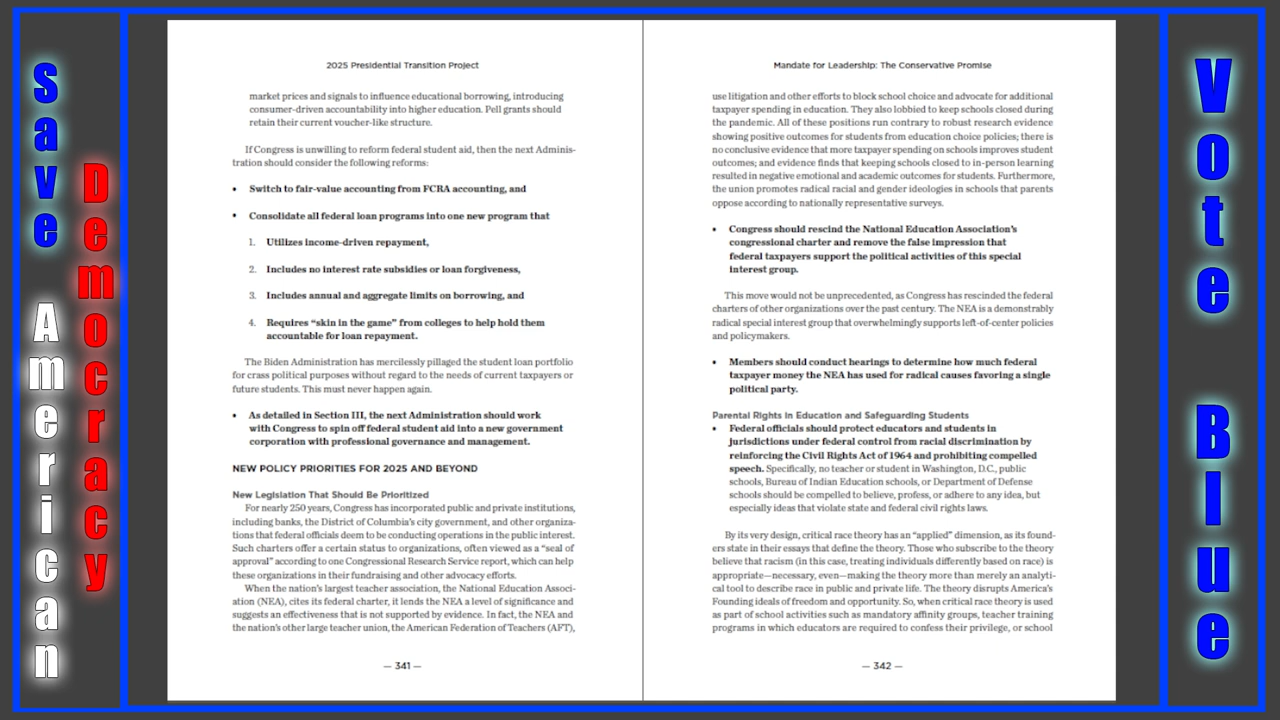 Save American
Democracy
2025 Presidential Transition Project
market prices and signals to influence educational borrowing, introducing
consumer-driven accountability into higher education. Pell grants should
retain their current voucher-like structure.
If Congress is unwilling to reform federal student aid, then the next Adminis-
tration should consider the following reforms:
• Switch to fair-value accounting from FCRA accounting, and
• Consolidate all federal loan programs into one new program that
1. Utilizes income-driven repayment,
2. Includes no interest rate subsidies or loan forgiveness,
3. Includes annual and aggregate limits on borrowing, and
4. Requires “skin in the game” from colleges to help hold them
accountable for loan repayment.
The Biden Administration has mercilessly pillaged the student loan portfolio
for crass political purposes without regard to the needs of current taxpayers or
future students. This must never happen again.
• As detailed in Section III, the next Administration should work
with Congress to spin off federal student aid into a new government
corporation with professional governance and management.
NEW POLICY PRIORITIES FOR 2025 AND BEYOND
New Legislation That Should Be Prioritized
For nearly 250 years, Congress has incorporated public and private institutions,
including banks, the District of Columbia’s city government, and other organiza-
tions that federal officials deem to be conducting operations in the public interest.
Such charters offer a certain status to organizations, often viewed as a “seal of
approval” according to one Congressional Research Service report, which can help
these organizations in their fundraising and other advocacy efforts.
When the nation’s largest teacher association, the National Education Associ-
ation (NEA), cites its federal charter, it lends the NEA a level of significance and
suggests an effectiveness that is not supported by evidence. In fact, the NEA and
the nation’s other large teacher union, the American Federation of Teachers (AFT),
— 341 —
Mandate for Leadership: The Conservative Promise
use litigation and other efforts to block school choice and advocate for additional
taxpayer spending in education. They also lobbied to keep schools closed during
the pandemic. All of these positions run contrary to robust research evidence
showing positive outcomes for students from education choice policies; there is
no conclusive evidence that more taxpayer spending on schools improves student
outcomes; and evidence finds that keeping schools closed to in-person learning
resulted in negative emotional and academic outcomes for students. Furthermore,
the union promotes radical racial and gender ideologies in schools that parents
oppose according to nationally representative surveys.
• Congress should rescind the National Education Association’s
congressional charter and remove the false impression that
federal taxpayers support the political activities of this special
interest group.
This move would not be unprecedented, as Congress has rescinded the federal
charters of other organizations over the past century. The NEA is a demonstrably
radical special interest group that overwhelmingly supports left-of-center policies
and policymakers.
• Members should conduct hearings to determine how much federal
taxpayer money the NEA has used for radical causes favoring a single
political party.
Parental Rights in Education and Safeguarding Students
• Federal officials should protect educators and students in
jurisdictions under federal control from racial discrimination by
reinforcing the Civil Rights Act of 1964 and prohibiting compelled
speech. Specifically, no teacher or student in Washington, D.C., public
schools, Bureau of Indian Education schools, or Department of Defense
schools should be compelled to believe, profess, or adhere to any idea, but
especially ideas that violate state and federal civil rights laws.
By its very design, critical race theory has an “applied” dimension, as its found-
ers state in their essays that define the theory. Those who subscribe to the theory
believe that racism (in this case, treating individuals differently based on race) is
appropriate—necessary, even—making the theory more than merely an analyti-
cal tool to describe race in public and private life. The theory disrupts America’s
Founding ideals of freedom and opportunity. So, when critical race theory is used
as part of school activities such as mandatory affinity groups, teacher training
programs in which educators are required to confess their privilege, or school
— 342 —
Vote Blue